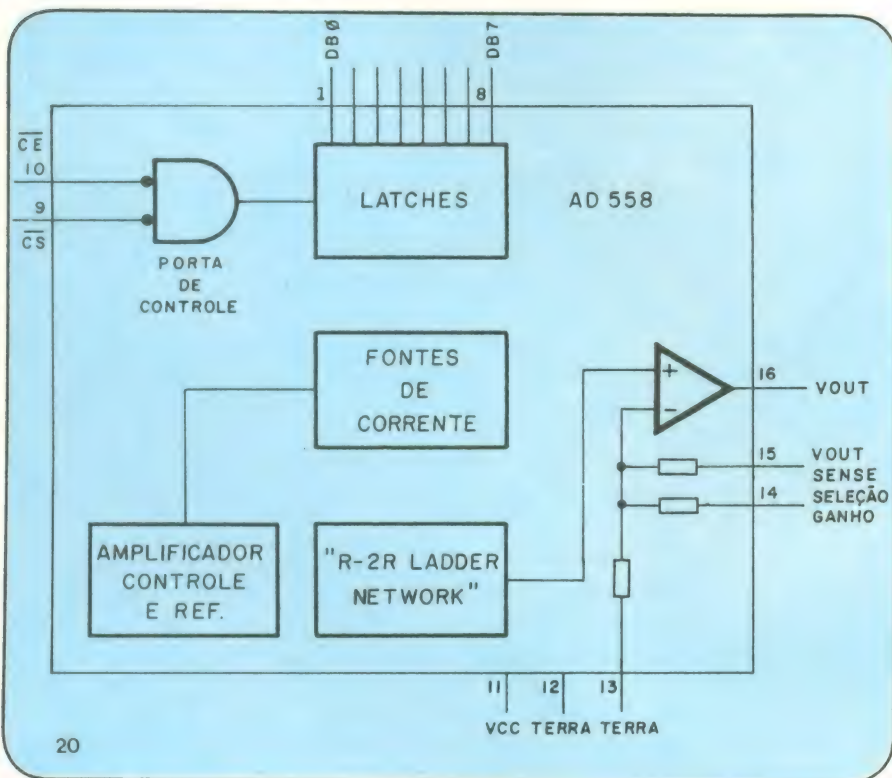 DBØ
DB7
1
8
CE
10
9
CS
PORTA
DE
CONTROLE
LATCHES
AD 558
FONTES
DE
CORRENTE
16
VOUT
15
VOUT
SENSE
14
SELEÇÃO
GANHO
AMPLIFICADOR
CONTROLE
E REF.
"R-2R LADDER
NETWORK"
+
−
11
12
13
VCC TERRA TERRA
20